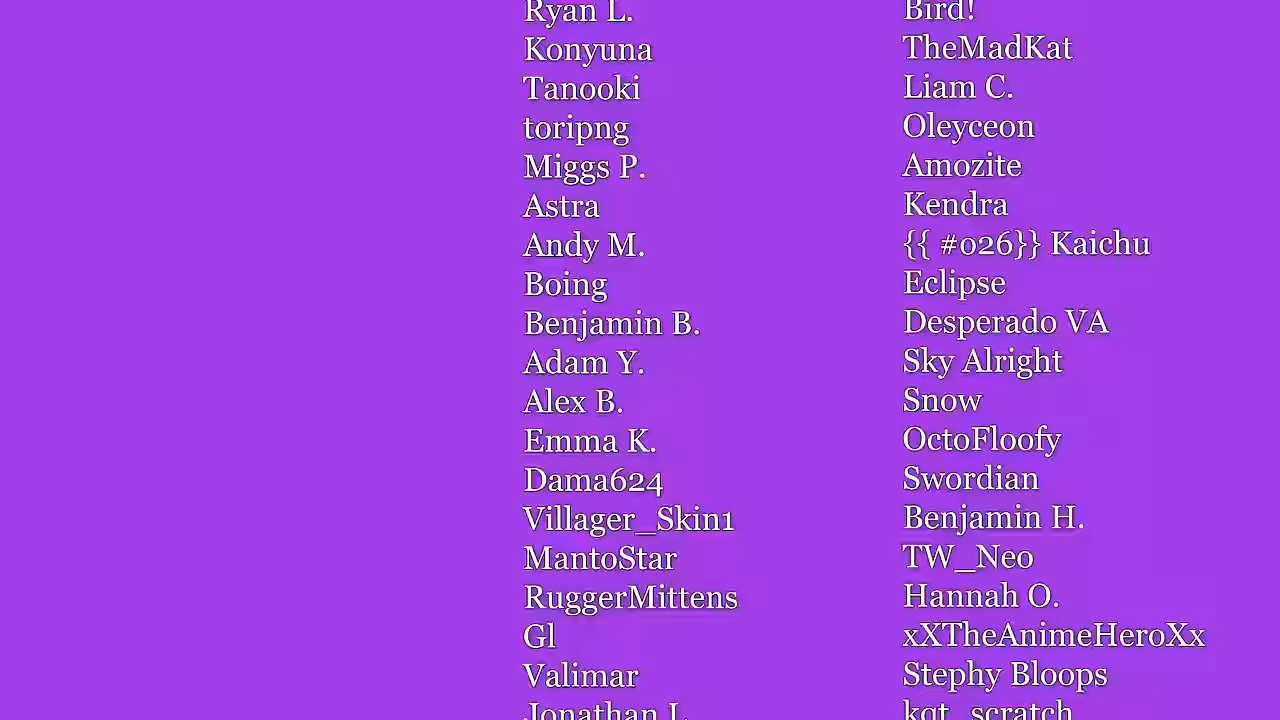 Ryan L.
Konyuna
Tanooki
toripng
Miggs P.
Astra
Andy M.
Boing
Benjamin B.
Adam Y.
Alex B.
Emma K.
Dama624
Villager_Skin1
MantoStar
RuggerMittens
Gl
Valimar
Jonathan
Bird!
TheMadKat
Liam C.
Oleyceon
Amozite
Kendra
{{ #026}} Kaichu
Eclipse
Desperado VA
Sky Alright
Snow
OctoFloofy
Swordian
Benjamin H.
TW_Neo
Hannah O.
xXTheAnimeHeroXx
Stephy Bloops
kqt_scratch